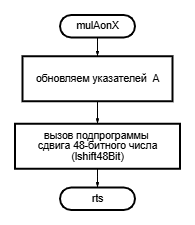 mulAonX
обновляем указателей А
вызов подпрограммы
сдвига 48-битного числа
(lshift48Bit)
rts